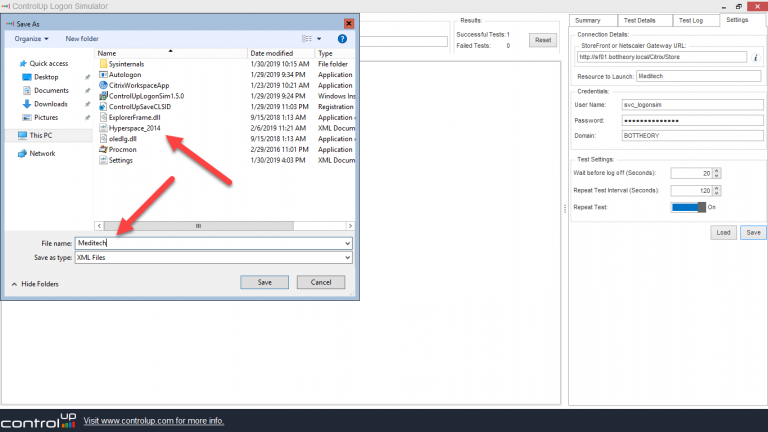 ControlUp Logon Simulator
Save As
Organize
New folder
Name
Date modified
Type
Quick access
Desktop
Documents
Downloads
Pictures
This PC
Network
Sysinternals 1/30/2019 10:15 AM File folder
Autologon 1/29/2019 9:34 PM Application
CitrixWorkspaceApp 1/23/2019 10:21 AM Application
ControlUpLogonSim1.5.0 1/29/2019 9:24 PM Windows Ins
ControlUpSaveCLSID 1/29/2019 11:03 PM Registration
ExplorerFrame.dll 9/15/2018 1:13 AM Application
Hyperspace_2014 2/6/2019 11:21 AM XML Docum
oledlg.dll 9/15/2018 1:13 AM Application
Procmon 2/29/2016 11:01 PM Application
Settings 1/30/2019 4:03 PM XML Docum
File name: Meditech
Save as type: XML Files
Hide Folders
Save
Cancel
Results:
Successful Tests: 1
Failed Tests: 0
Reset
Summary
Test Details
Test Log
Settings
Connection Details:
StoreFront or Netscaler Gateway URL:
http://sf01.bottheory.local/Citrix/Store
i
Resource to Launch: Meditech
Credentials:
User Name: svc_logonsim
Password: ••••••••••••••
Domain: BOTTHEORY
Test Settings:
Wait before log off (Seconds): 20
Repeat Test Interval (Seconds): 120
Repeat Test: On
Load
Save
control up
Visit www.controlup.com for more info.